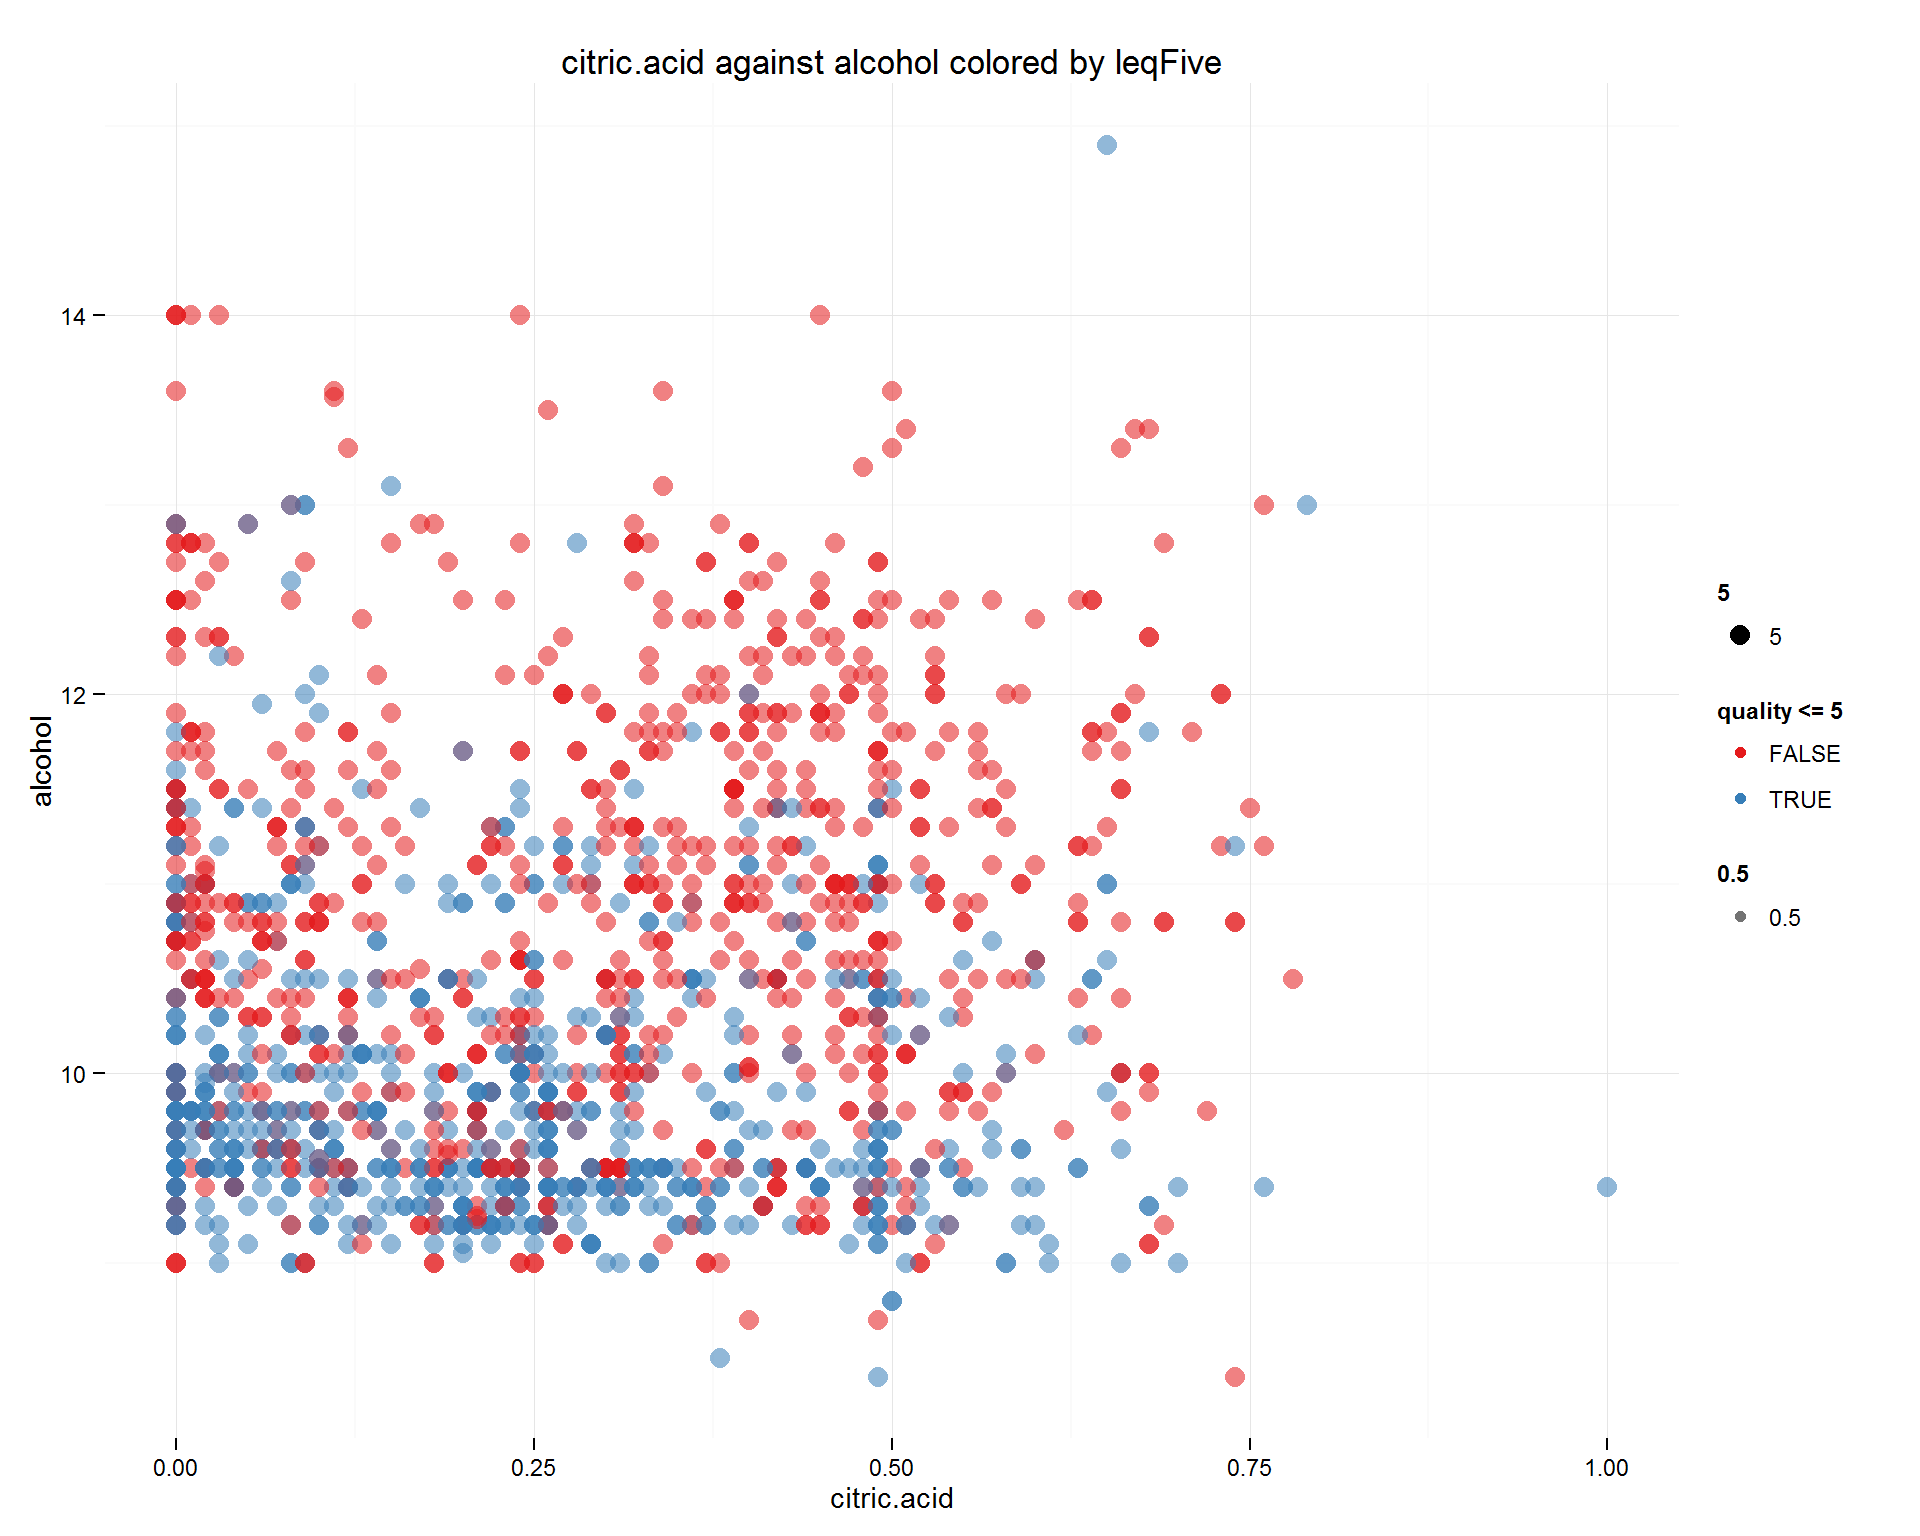 citric.acid against alcohol colored by leqFive
14
12
10
alcohol
0.00
0.25
0.50
0.75
1.00
citric.acid
5
5
quality <= 5
FALSE
TRUE
0.5
0.5